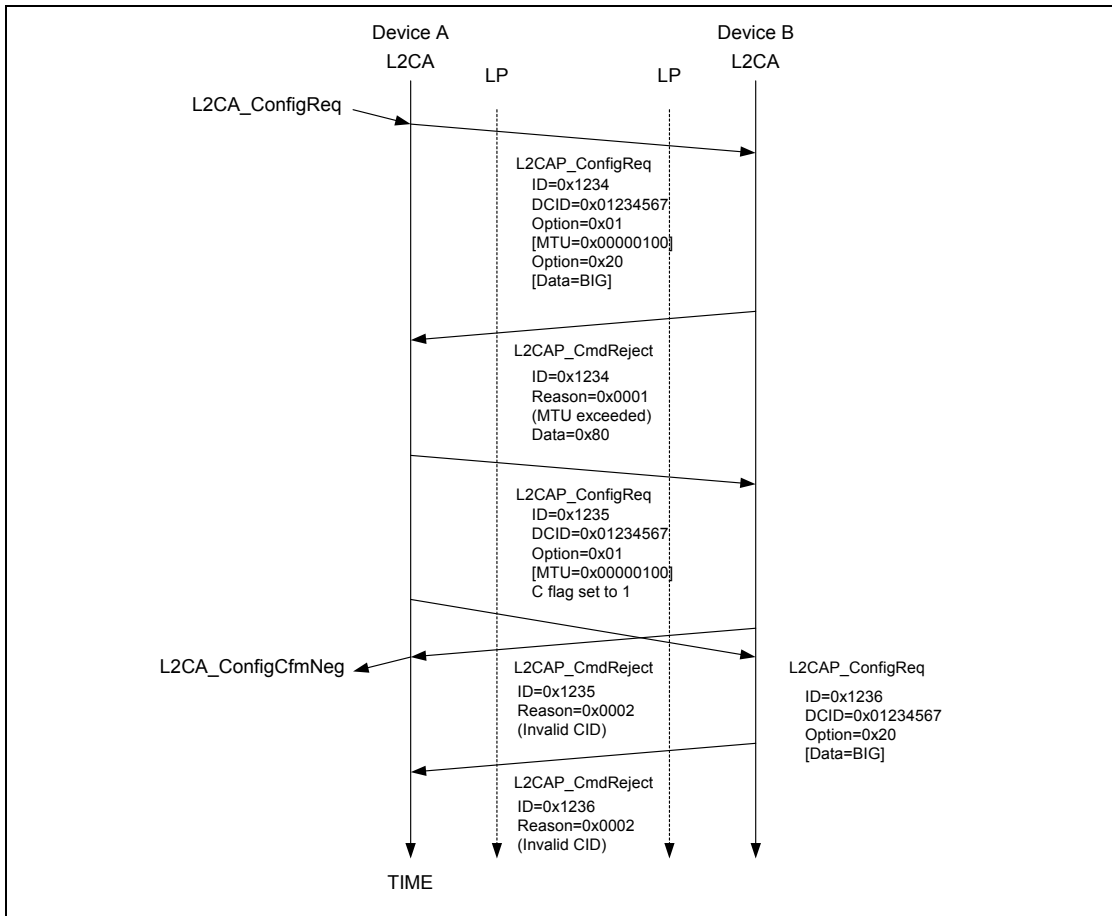 Device A
L2CA
LP
LP
Device B
L2CA
L2CA_ConfigReq
L2CAP_ConfigReq
ID=0x1234
DCID=0x01234567
Option=0x01
[MTU=0x00000100]
Option=0x20
[Data=BIG]
L2CAP_CmdReject
ID=0x1234
Reason=0x0001
(MTU exceeded)
Data=0x80
L2CAP_ConfigReq
ID=0x1235
DCID=0x01234567
Option=0x01
[MTU=0x00000100]
C flag set to 1
L2CA_ConfigCfmNeg
L2CAP_CmdReject
ID=0x1235
Reason=0x0002
(Invalid CID)
L2CAP_ConfigReq
ID=0x1236
DCID=0x01234567
Option=0x20
[Data=BIG]
L2CAP_CmdReject
ID=0x1236
Reason=0x0002
(Invalid CID)
TIME